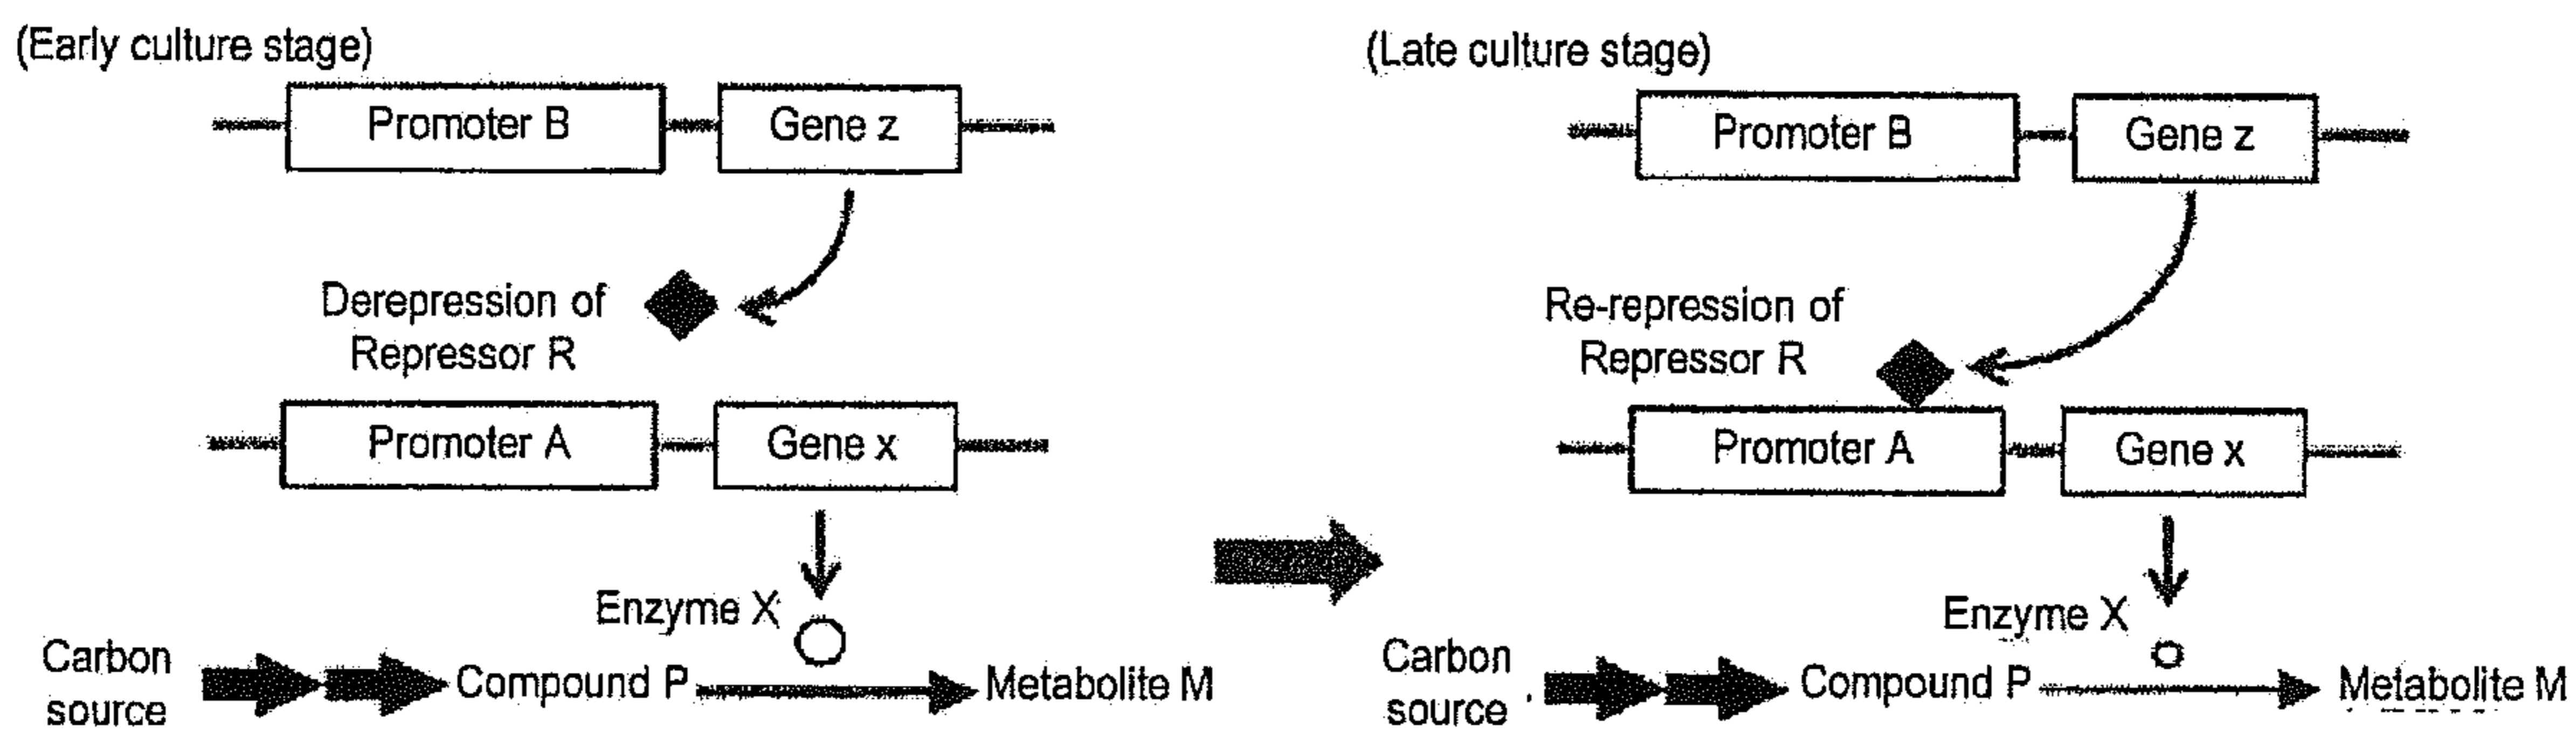 (Early culture stage)
Promoter B
Gene z
Derepression of
Repressor R
Promoter A
Gene x
Enzyme X
Carbon
source
Compound P
Metabolite M
(Late culture stage)
Promoter B
Gene z
Re-repression of
Repressor R
Promoter A
Gene x
Enzyme X
Carbon
source
Compound P
Metabolite M